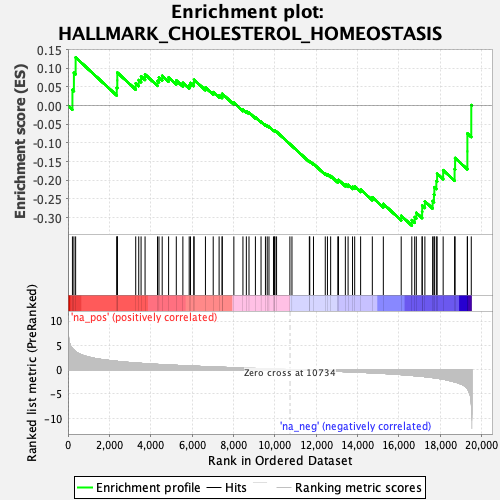 Enrichment plot:
HALLMARK_CHOLESTEROL_HOMEOSTASIS
Enrichment score (ES)
0.15
0.10
0.05
0.00
-0.05
-0.10
-0.15
-0.20
-0.25
-0.30
'na_pos' (positively correlated)
Ranked list metric (PreRanked)
10
5
0
-5
-10
Zero cross at 10734
'na_neg' (negatively correlated)
0
2,000
4,000
6,000
8,000
10,000
12,000
14,000
16,000
18,000
20,000
Rank in Ordered Dataset
Enrichment profile
Hits
Ranking metric scores